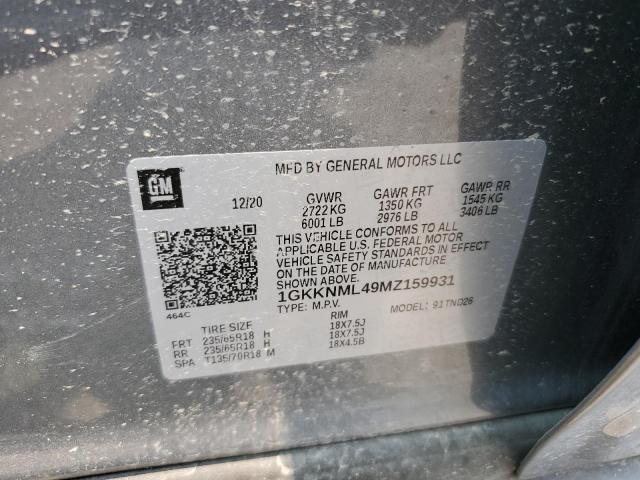 MFD BY GENERAL MOTORS LLC
GM
12/20 GVWR GAWR FRT GAWR RR
2722 KG 1350 KG 1545 KG
6001 LB 2976 LB 3406 LB
THIS VEHICLE CONFORMS TO ALL
APPLICABLE U.S. FEDERAL MOTOR
VEHICLE SAFETY STANDARDS IN
EFFECT ON THE DATE OF MANUFACTURE
SHOWN ABOVE.
1GKKNML49MZ159931
TYPE: M.P.V. MODEL: 91TND26
464C
TIRE SIZE RIM
FRT 235/65R18 H 18X7.5J
RR 235/65R18 H 18X7.5J
SPA T135/70R18 M 18X4.5B